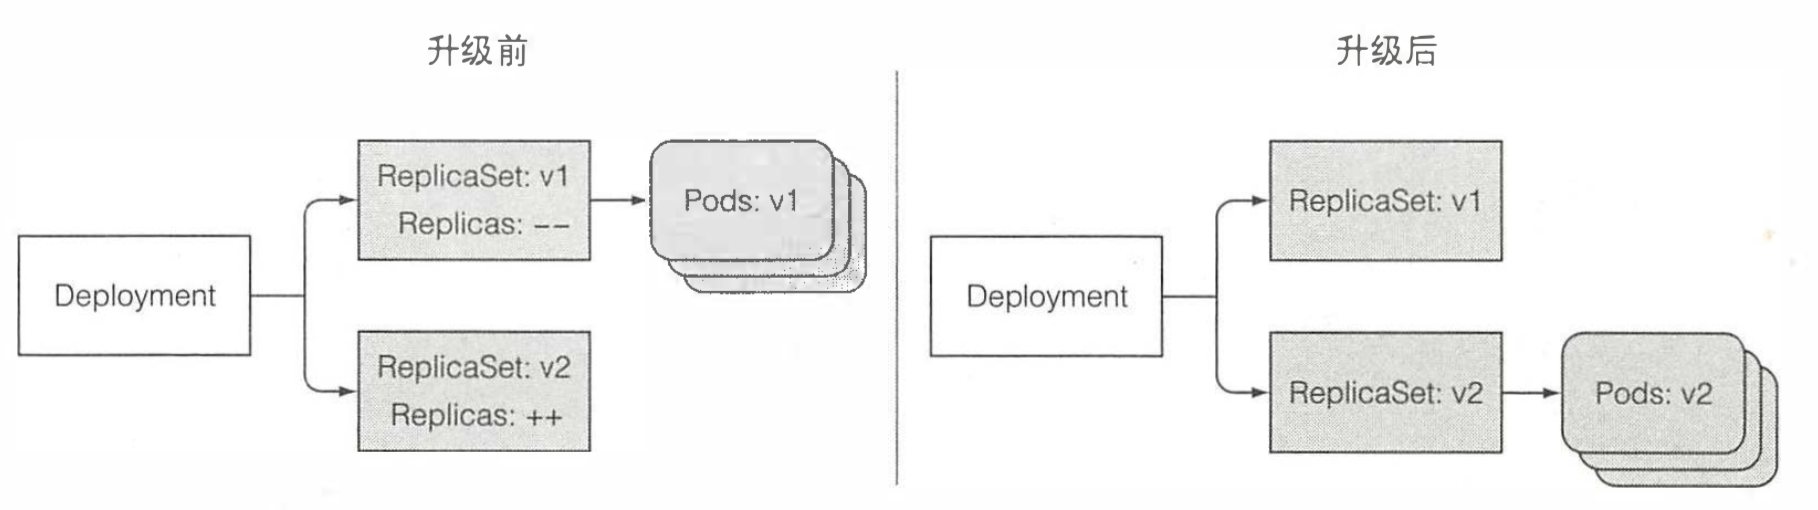 升级前
ReplicaSet: v1
Replicas: --
Pods: v1
Deployment
ReplicaSet: v2
Replicas: ++
升级后
ReplicaSet: v1
Deployment
ReplicaSet: v2
Pods: v2